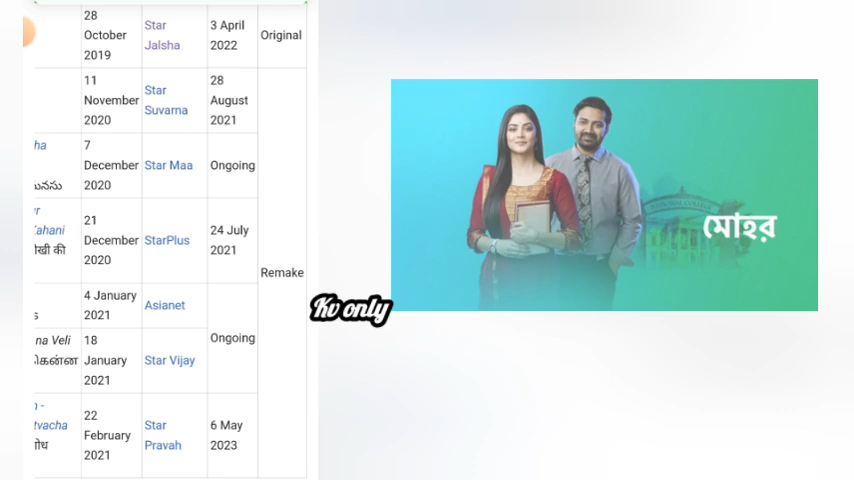 28
October
2019
Star
Jalsha
3 April
2022
Original
11
November
2020
Star
Suvarna
28
August
2021
7
December
2020
Star Maa
Ongoing
21
December
2020
StarPlus
24 July
2021
Remake
4 January
2021
Asianet
Ongoing
na Veli
18
January
2021
Star Vijay
22
February
2021
Star
Pravah
6 May
2023
Kv only
NATIONAL COLLEGE
মোহর